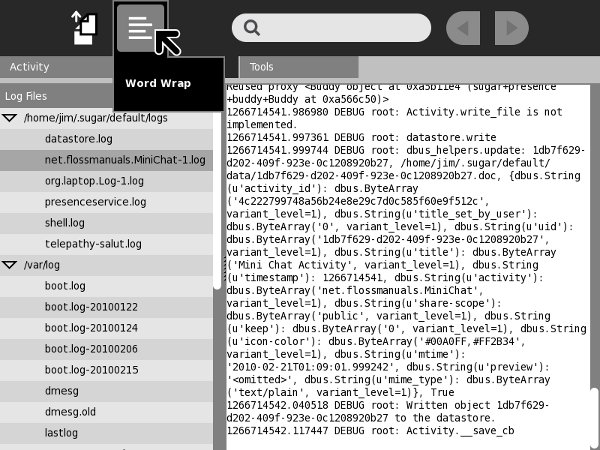 Word Wrap
Activity
Tools
Log Files
/home/jim/.sugar/default/logs
datastore.log
net.flossmanuals.MiniChat-1.log
org.laptop.Log-1.log
presenceservice.log
shell.log
telepathy-salut.log
/var/log
boot.log
boot.log-20100122
boot.log-20100124
boot.log-20100206
boot.log-20100215
dmesg
dmesg.old
lastlog
Reused proxy <Buddy object at 0xa5b11e4 (sugar+presence
+buddy+Buddy at 0xa566c50)>
1266714541.986980 DEBUG root: Activity.write_file is not
implemented.
1266714541.997361 DEBUG root: datastore.write
1266714541.999744 DEBUG root: dbus_helpers.update: 1db7f629-
d202-409f-923e-0c1208920b27, /home/jim/.sugar/default/
data/1db7f629-d202-409f-923e-0c1208920b27.doc, {dbus.String
(u'activity_id'): dbus.ByteArray
('4c222799748a56b24e8e29c7d0c585f60e9f512c',
variant_level=1), dbus.String(u'title_set_by_user'):
dbus.ByteArray('0', variant_level=1), dbus.String(u'uid'):
dbus.ByteArray('1db7f629-d202-409f-923e-0c1208920b27',
variant_level=1), dbus.String(u'title'): dbus.ByteArray
('Mini Chat Activity', variant_level=1), dbus.String
(u'timestamp'): 1266714541, dbus.String(u'activity'):
dbus.ByteArray('net.flossmanuals.MiniChat',
variant_level=1), dbus.String(u'share-scope'):
dbus.ByteArray('public', variant_level=1), dbus.String
(u'keep'): dbus.ByteArray('0', variant_level=1), dbus.String
(u'icon-color'): dbus.ByteArray('#00A0FF,#FF2B34',
variant_level=1), dbus.String(u'mtime'):
'2010-02-21T01:09:01.999242', dbus.String(u'preview'):
'<omitted>', dbus.String(u'mime_type'): dbus.ByteArray
('text/plain', variant_level=1)}, True
1266714542.040518 DEBUG root: Written object 1db7f629-
d202-409f-923e-0c1208920b27 to the datastore.
1266714542.117447 DEBUG root: Activity.__save_cb